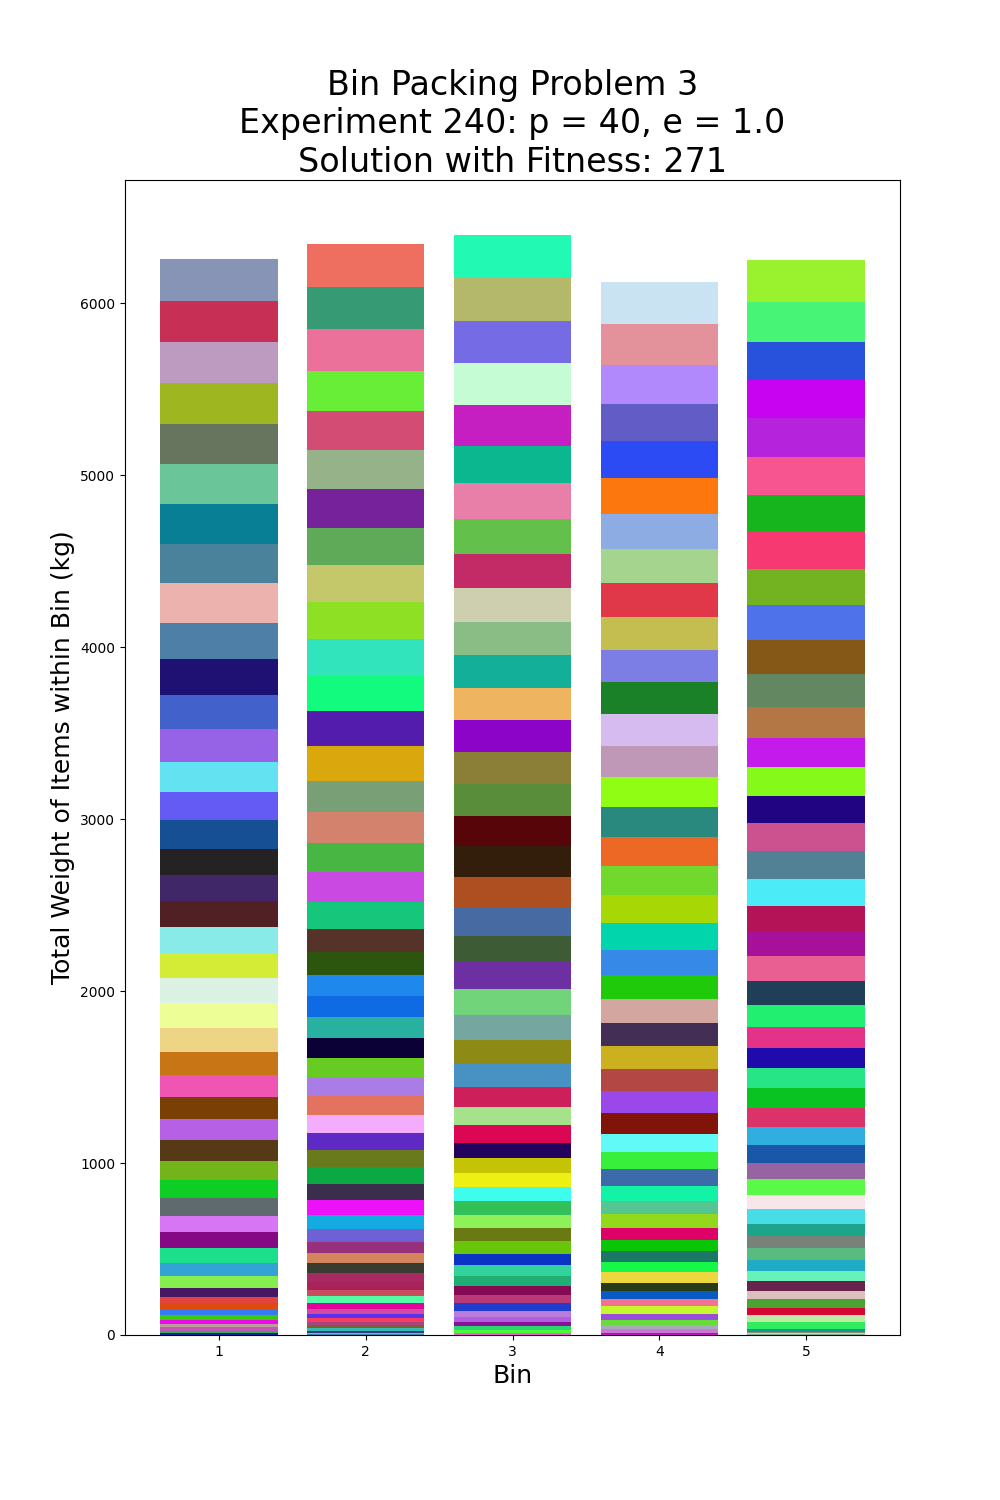 Bin Packing Problem 3
Experiment 240: p = 40, e = 1.0
Solution with Fitness: 271
Total Weight of Items within Bin (kg)
6000
5000
4000
3000
2000
1000
0
1 2 3 4 5
Bin